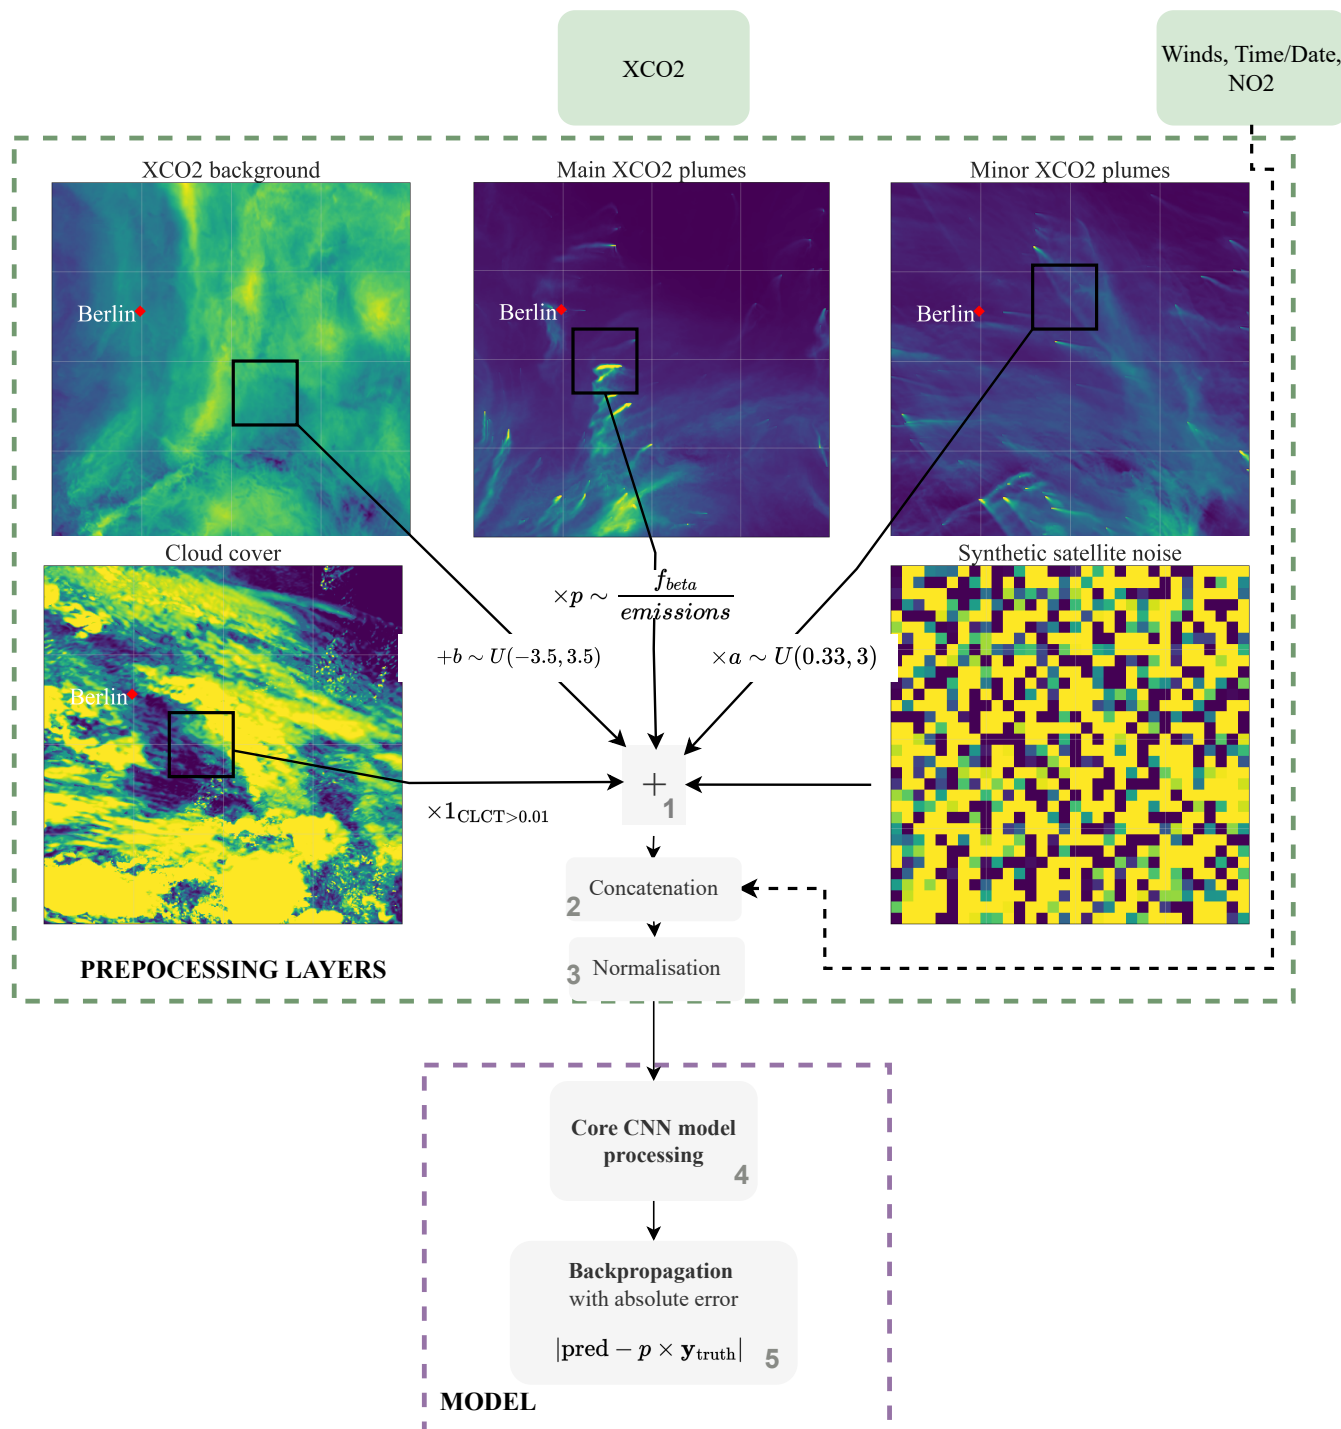 XCO2
Winds, Time/Date,
NO2
XCO2 background
Main XCO2 plumes
Minor XCO2 plumes
Berlin
Berlin
Berlin
Cloud cover
Synthetic satellite noise
×p ~ f_beta / emissions
+b ~ U(−3.5, 3.5)
×a ~ U(0.33, 3)
Berlin
+
1
×1_CLCT>0.01
Concatenation
2
Normalisation
3
PREPOCESSING LAYERS
Core CNN model
processing
4
Backpropagation
with absolute error
|pred − p × y_truth|
5
MODEL